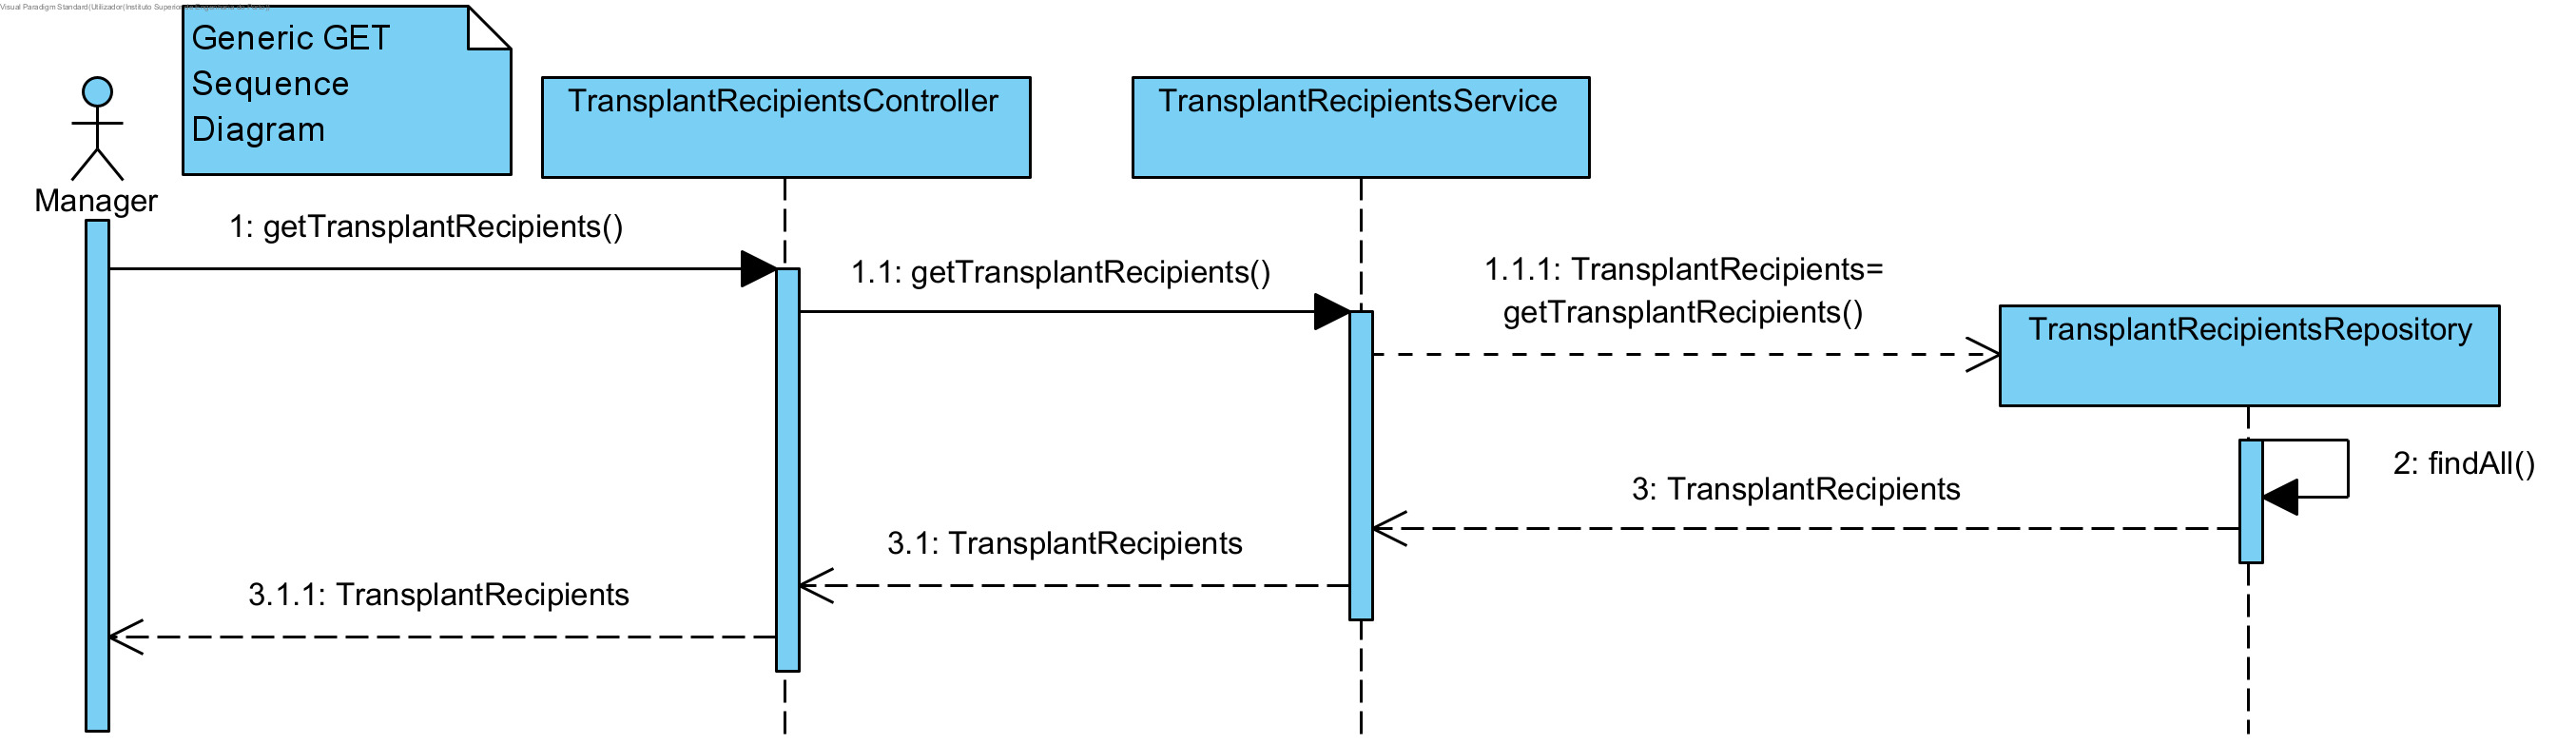 Visual Paradigm Standard(Utilizador(Instituto Superior
Generic GET
Sequence
Diagram
Manager
TransplantRecipientsController
TransplantRecipientsService
1: getTransplantRecipients()
1.1: getTransplantRecipients()
1.1.1: TransplantRecipients=
getTransplantRecipients()
TransplantRecipientsRepository
2: findAll()
3: TransplantRecipients
3.1: TransplantRecipients
3.1.1: TransplantRecipients